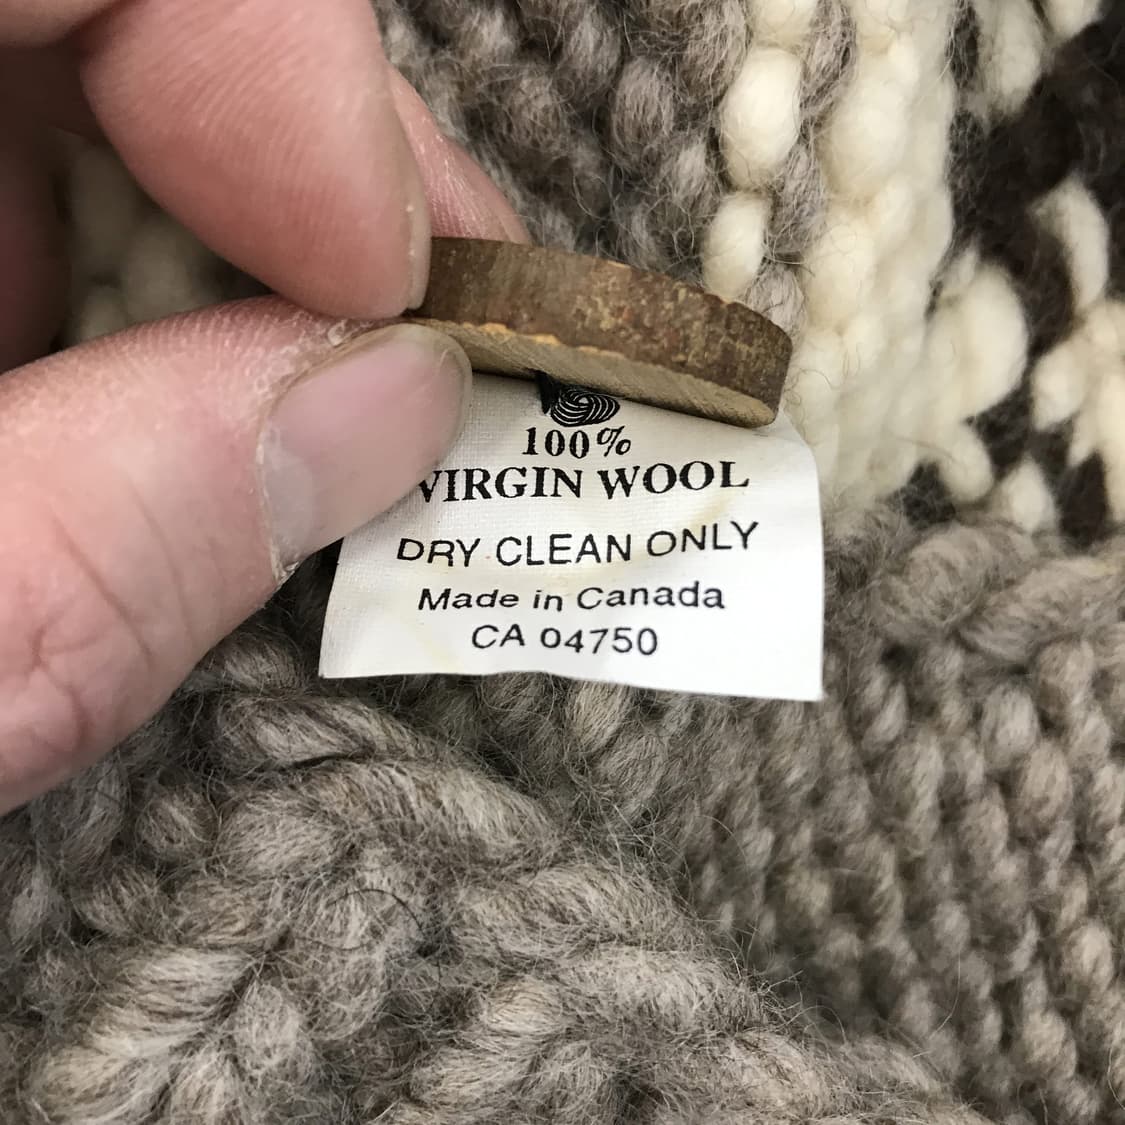 100%
VIRGIN WOOL
DRY CLEAN ONLY
Made in Canada
CA 04750